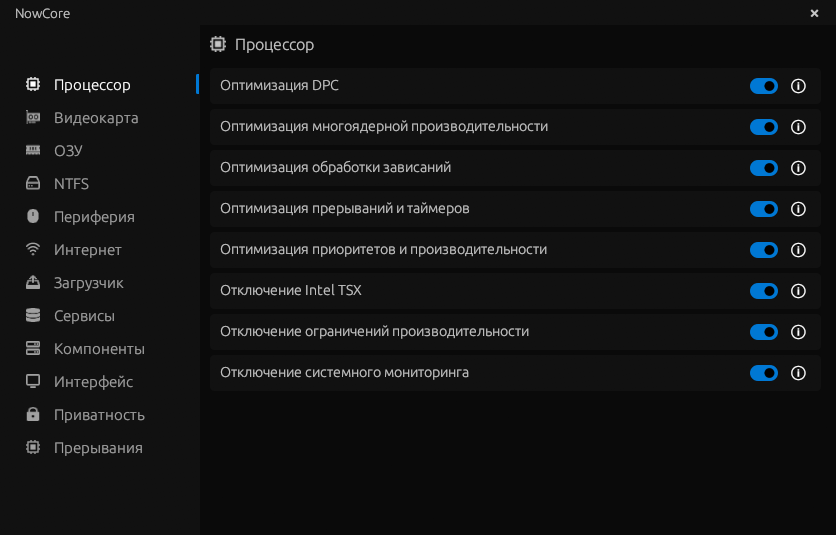 NowCore
Процессор
Видеокарта
ОЗУ
NTFS
Периферия
Интернет
Загрузчик
Сервисы
Компоненты
Интерфейс
Приватность
Прерывания
Процессор
Оптимизация DPC
Оптимизация многоядерной производительности
Оптимизация обработки зависаний
Оптимизация прерываний и таймеров
Оптимизация приоритетов и производительности
Отключение Intel TSX
Отключение ограничений производительности
Отключение системного мониторинга